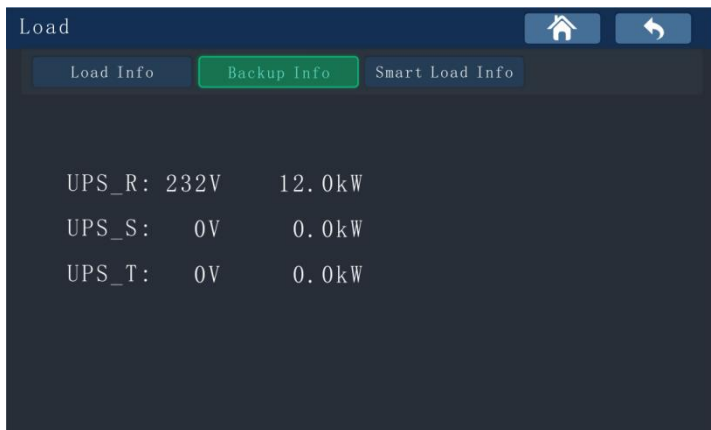 Load
Load Info Backup Info Smart Load Info
UPS_R: 232V 12.0kW
UPS_S: 0V 0.0kW
UPS_T: 0V 0.0kW